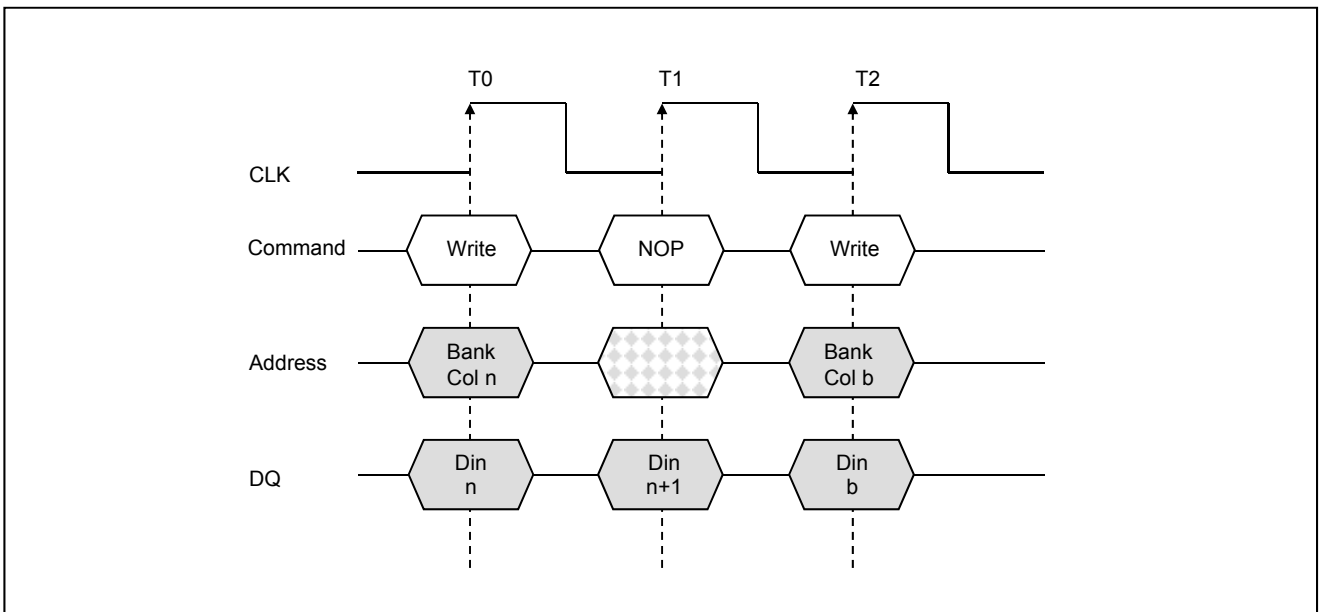 T0 T1 T2
CLK
Command Write NOP Write
Address Bank Col n Bank Col b
DQ Din n Din n+1 Din b